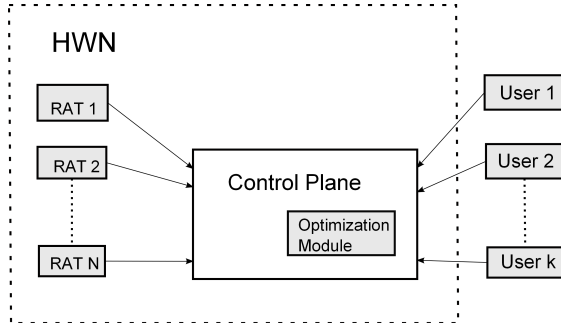 HWN
RAT 1
User 1
RAT 2
User 2
Control Plane
Optimization
Module
RAT N
User k